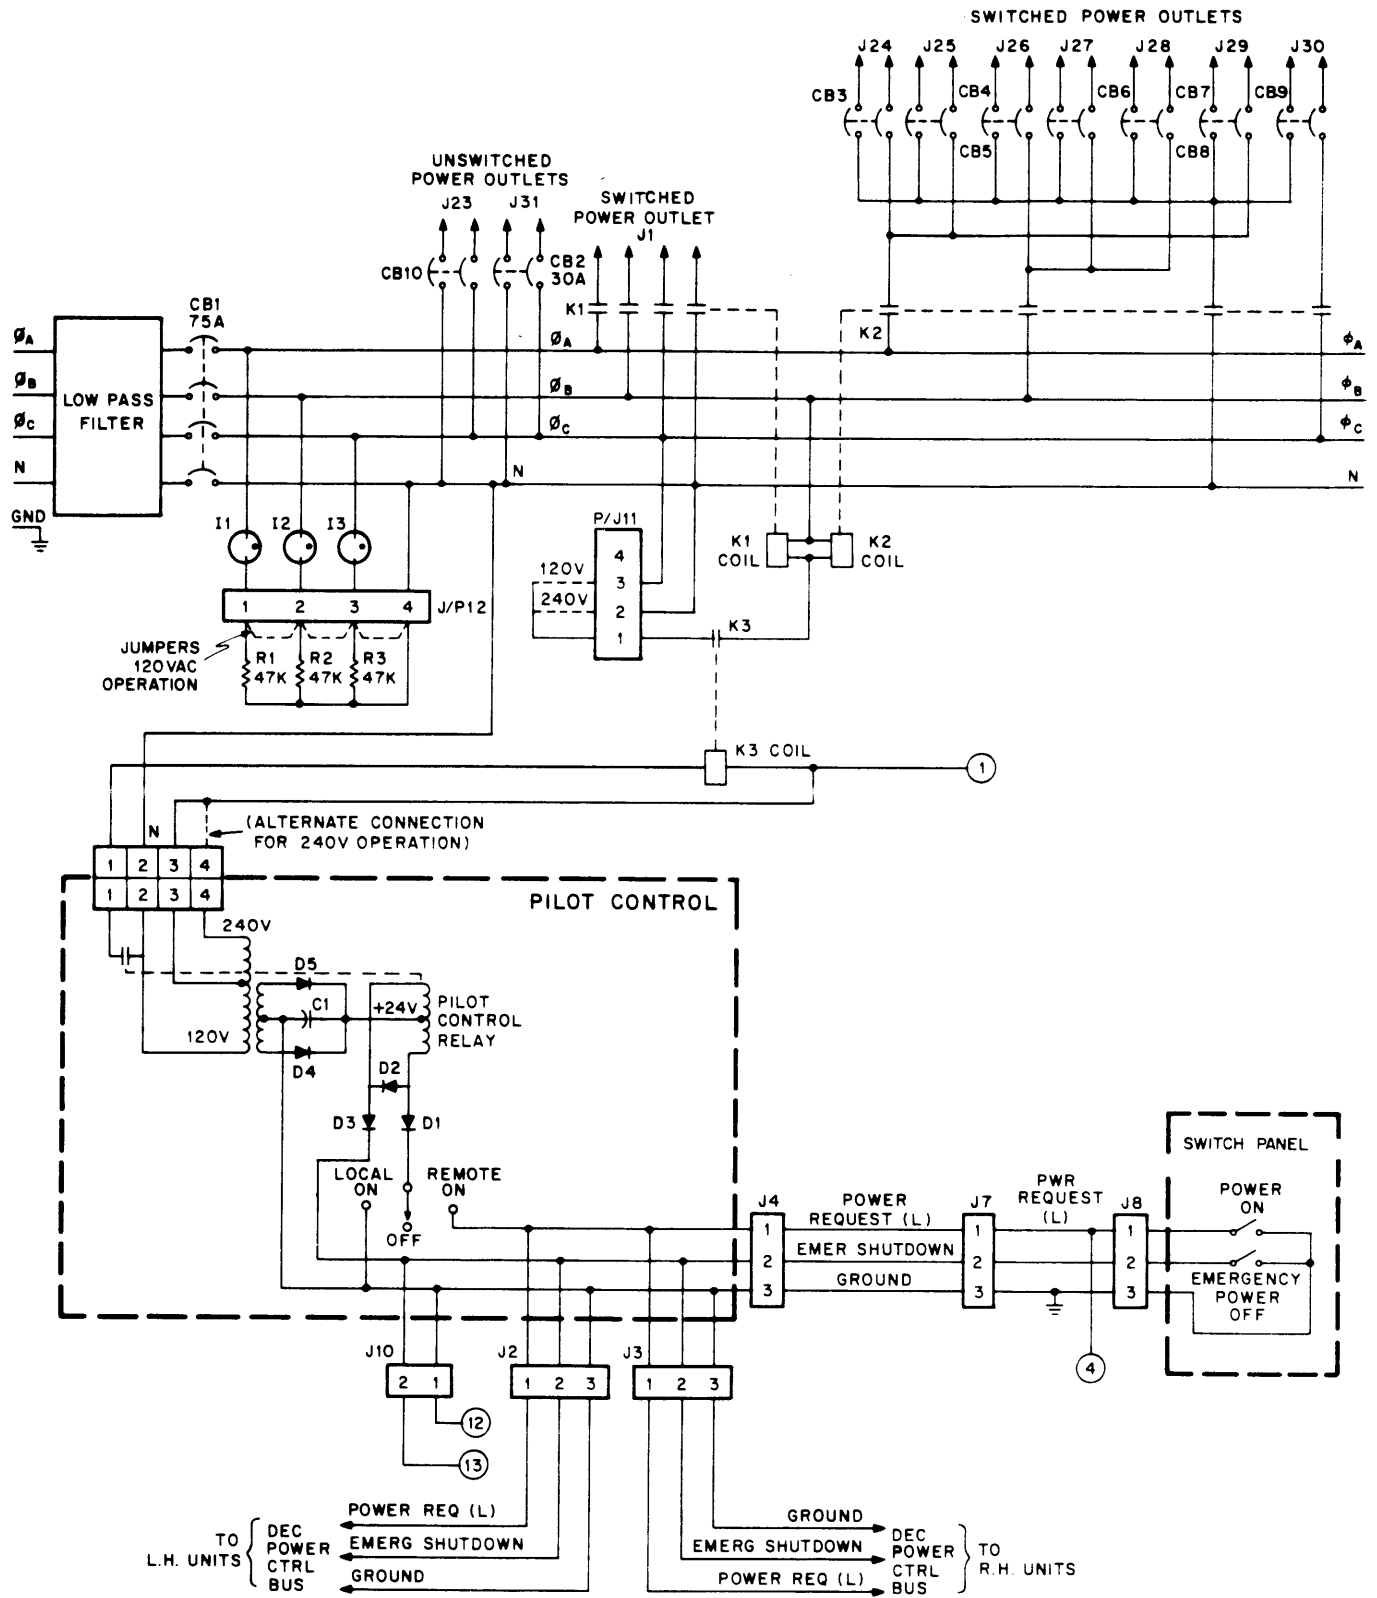 SWITCHED POWER OUTLETS
J24 J25 J26 J27 J28 J29 J30
CB3 CB4 CB6 CB7 CB9
CB5 CB8
UNSWITCHED
POWER OUTLETS
J23 J31
SWITCHED
POWER OUTLET
J1
CB10
CB2
30A
CB1
75A
K1
K2
ØA
ØB
ØC
N
GND
LOW PASS
FILTER
ØA
ØB
ØC
N
ϕA
ϕB
ϕC
N
I1 I2 I3
1 2 3 4
J/P12
JUMPERS
120VAC
OPERATION
R1
47K
R2
47K
R3
47K
P/J11
4
3
2
1
120V
240V
K3
K1
COIL
K2
COIL
K3 COIL
1
N
(ALTERNATE CONNECTION
FOR 240V OPERATION)
1 2 3 4
1 2 3 4
PILOT CONTROL
240V
120V
D5
C1
D4
+24V
PILOT
CONTROL
RELAY
D2
D3
D1
LOCAL
ON
REMOTE
ON
OFF
J4
1
2
3
POWER
REQUEST (L)
EMER SHUTDOWN
GROUND
J7
1
2
3
PWR
REQUEST
(L)
J8
1
2
3
SWITCH PANEL
POWER
ON
EMERGENCY
POWER
OFF
4
J10
2 1
J2
1 2 3
J3
1 2 3
12
13
TO
L.H. UNITS
DEC
POWER
CTRL
BUS
POWER REQ (L)
EMERG SHUTDOWN
GROUND
GROUND
EMERG SHUTDOWN
POWER REQ (L)
DEC
POWER
CTRL
BUS
TO
R.H. UNITS